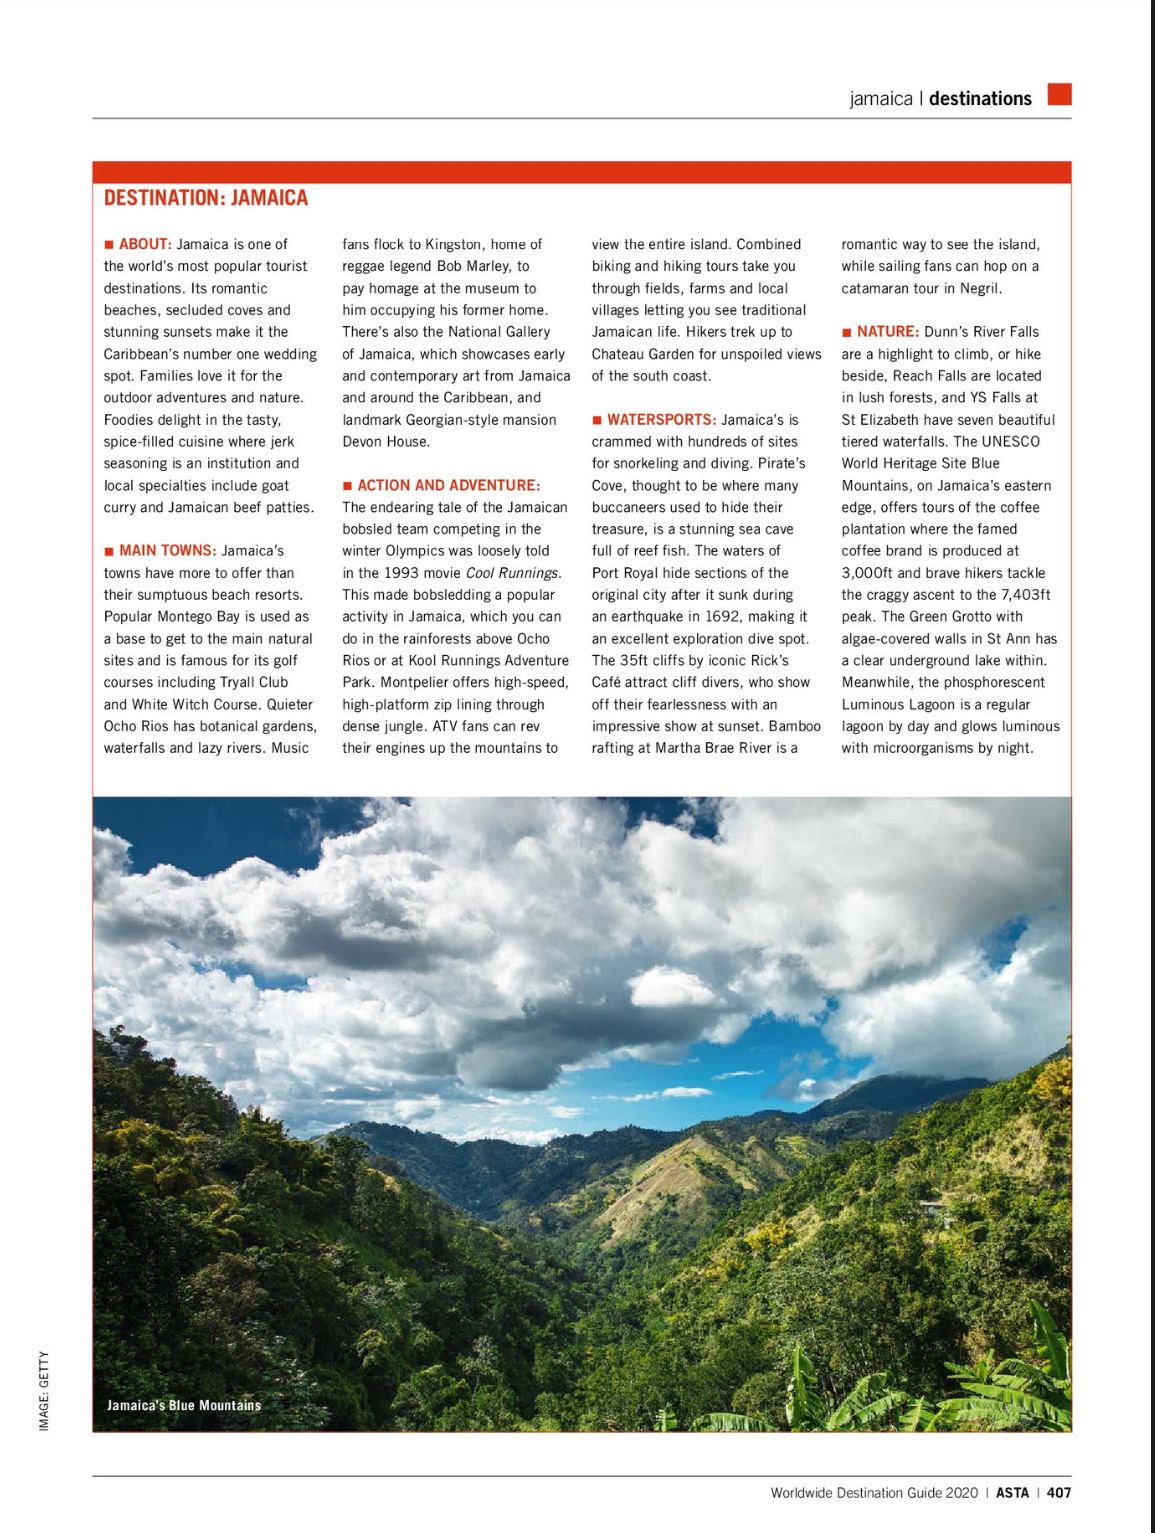 jamaica | destinations
DESTINATION: JAMAICA
■ ABOUT: Jamaica is one of
the world's most popular tourist
destinations. Its romantic
beaches, secluded coves and
stunning sunsets make it the
Caribbean's number one wedding
spot. Families love it for the
outdoor adventures and nature.
Foodies delight in the tasty,
spice-filled cuisine where jerk
seasoning is an institution and
local specialties include goat
curry and Jamaican beef patties.
■ MAIN TOWNS: Jamaica's
towns have more to offer than
their sumptuous beach resorts.
Popular Montego Bay is used as
a base to get to the main natural
sites and is famous for its golf
courses including Tryall Club
and White Witch Course. Quieter
Ocho Rios has botanical gardens,
waterfalls and lazy rivers. Music
fans flock to Kingston, home of
reggae legend Bob Marley, to
pay homage at the museum to
him occupying his former home.
There's also the National Gallery
of Jamaica, which showcases early
and contemporary art from Jamaica
and around the Caribbean, and
landmark Georgian-style mansion
Devon House.
■ ACTION AND ADVENTURE:
The endearing tale of the Jamaican
bobsled team competing in the
winter Olympics was loosely told
in the 1993 movie Cool Runnings.
This made bobsledding a popular
activity in Jamaica, which you can
do in the rainforests above Ocho
Rios or at Kool Runnings Adventure
Park. Montpelier offers high-speed,
high-platform zip lining through
dense jungle. ATV fans can rev
their engines up the mountains to
view the entire island. Combined
biking and hiking tours take you
through fields, farms and local
villages letting you see traditional
Jamaican life. Hikers trek up to
Chateau Garden for unspoiled views
of the south coast.
■ WATERSPORTS: Jamaica's is
crammed with hundreds of sites
for snorkeling and diving. Pirate's
Cove, thought to be where many
buccaneers used to hide their
treasure, is a stunning sea cave
full of reef fish. The waters of
Port Royal hide sections of the
original city after it sunk during
an earthquake in 1692, making it
an excellent exploration dive spot.
The 35ft cliffs by iconic Rick's
Café attract cliff divers, who show
off their fearlessness with an
impressive show at sunset. Bamboo
rafting at Martha Brae River is a
romantic way to see the island,
while sailing fans can hop on a
catamaran tour in Negril.
■ NATURE: Dunn's River Falls
are a highlight to climb, or hike
beside, Reach Falls are located
in lush forests, and YS Falls at
St Elizabeth have seven beautiful
tiered waterfalls. The UNESCO
World Heritage Site Blue
Mountains, on Jamaica's eastern
edge, offers tours of the coffee
plantation where the famed
coffee brand is produced at
3,000ft and brave hikers tackle
the craggy ascent to the 7,403ft
peak. The Green Grotto with
algae-covered walls in St Ann has
a clear underground lake within.
Meanwhile, the phosphorescent
Luminous Lagoon is a regular
lagoon by day and glows luminous
with microorganisms by night.
IMAGE: GETTY
Jamaica's Blue Mountains
Worldwide Destination Guide 2020 | ASTA | 407